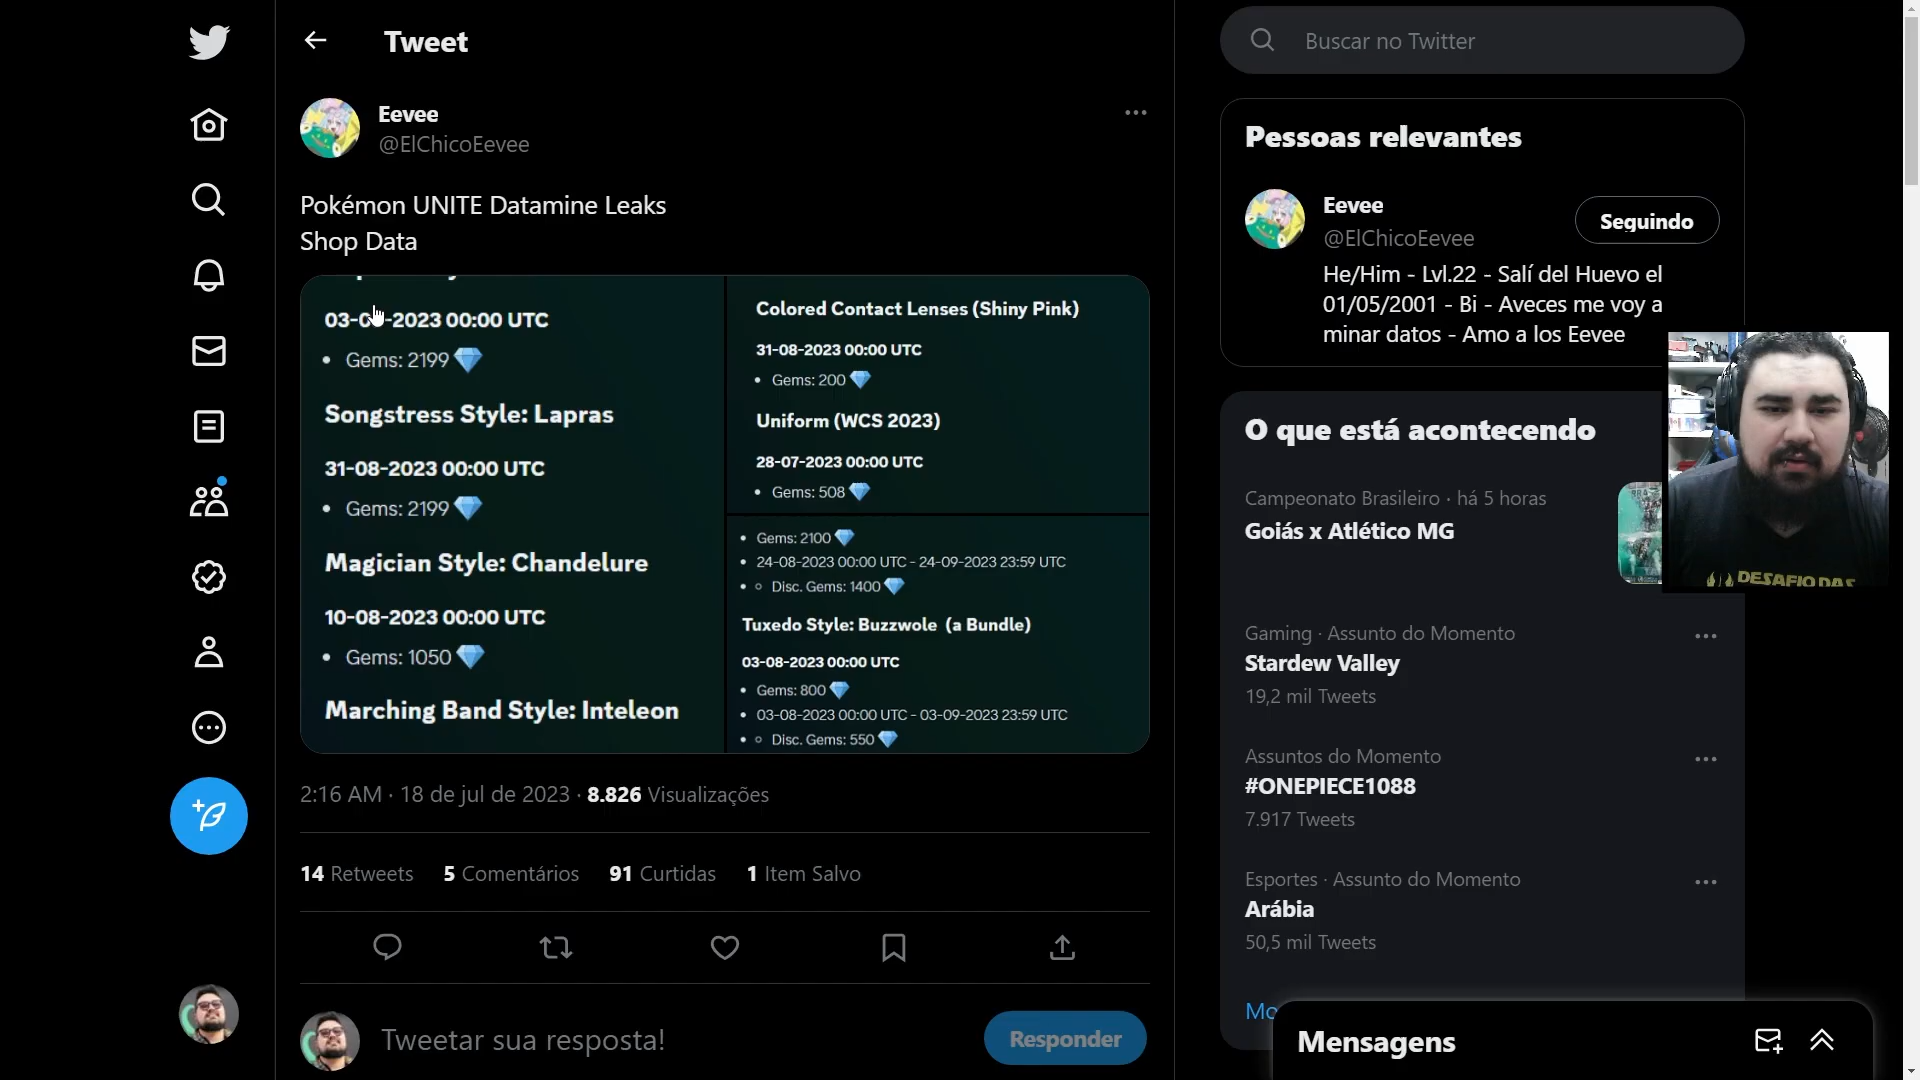 Tweet
Eevee
@ElChicoEevee
Pokémon UNITE Datamine Leaks
Shop Data
03-0 -2023 00:00 UTC
• Gems: 2199
Songstress Style: Lapras
31-08-2023 00:00 UTC
• Gems: 2199
Magician Style: Chandelure
10-08-2023 00:00 UTC
• Gems: 1050
Marching Band Style: Inteleon
Colored Contact Lenses (Shiny Pink)
31-08-2023 00:00 UTC
• Gems: 200
Uniform (WCS 2023)
28-07-2023 00:00 UTC
• Gems: 508
• Gems: 2100
• 24-08-2023 00:00 UTC - 24-09-2023 23:59 UTC
• ○ Disc. Gems: 1400
Tuxedo Style: Buzzwole (a Bundle)
03-08-2023 00:00 UTC
• Gems: 800
• 03-08-2023 00:00 UTC - 03-09-2023 23:59 UTC
• ○ Disc. Gems: 550
2:16 AM · 18 de jul de 2023 · 8.826 Visualizações
14 Retweets 5 Comentários 91 Curtidas 1 Item Salvo
Tweetar sua resposta!
Responder
Buscar no Twitter
Pessoas relevantes
Eevee
@ElChicoEevee
Seguindo
He/Him - Lvl.22 - Salí del Huevo el
01/05/2001 - Bi - Aveces me voy a
minar datos - Amo a los Eevee
O que está acontecendo
Campeonato Brasileiro · há 5 horas
Goiás x Atlético MG
Gaming · Assunto do Momento
Stardew Valley
19,2 mil Tweets
Assuntos do Momento
#ONEPIECE1088
7.917 Tweets
Esportes · Assunto do Momento
Arábia
50,5 mil Tweets
Mo
Mensagens
DESAFIO DAS